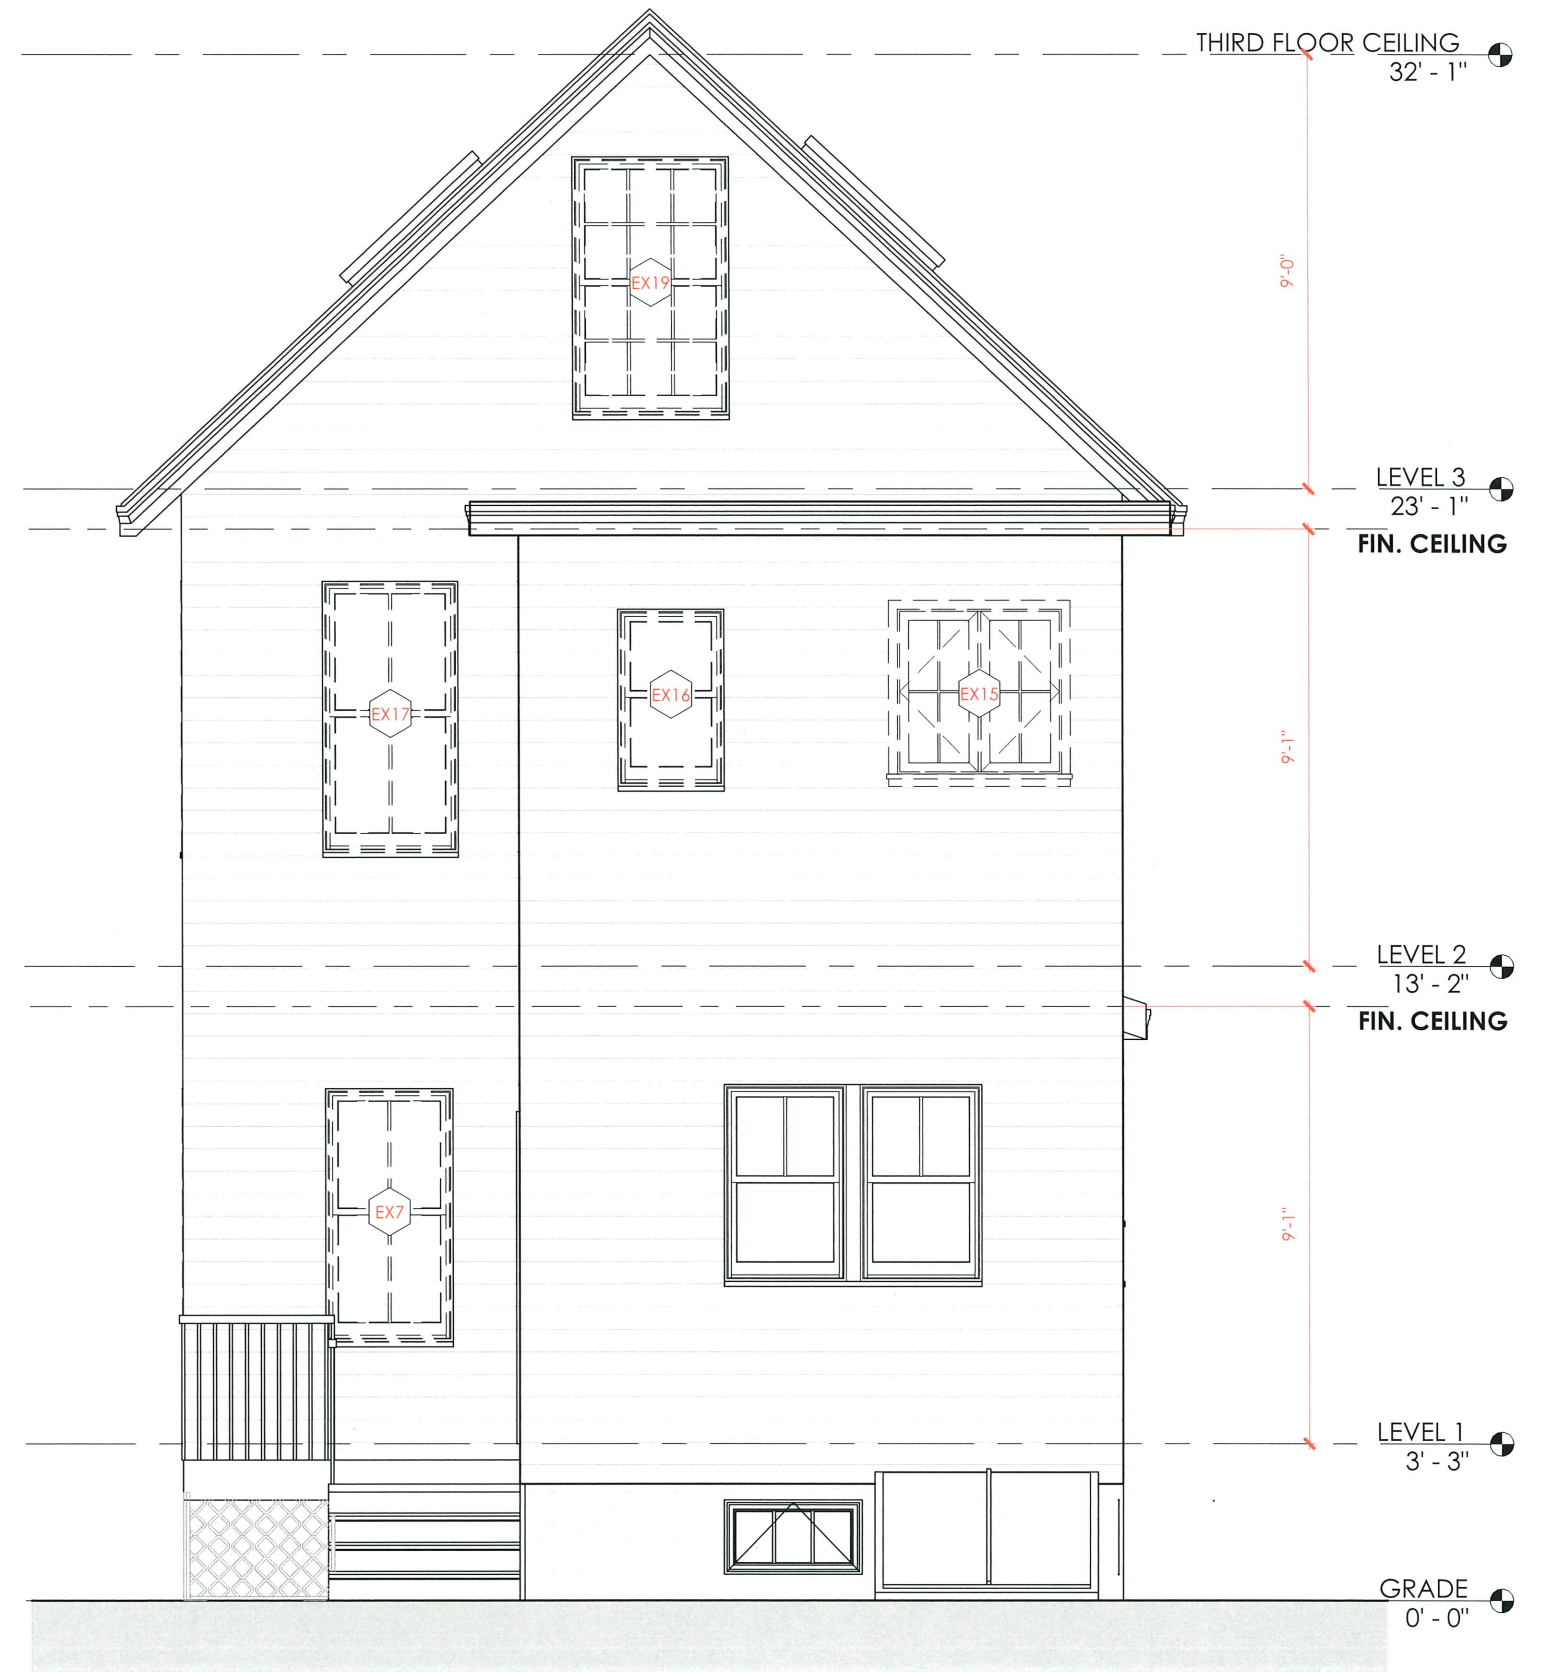 THIRD FLOOR CEILING
32' - 1"
9'-0"
EX19
LEVEL 3
23' - 1"
FIN. CEILING
EX17
EX16
EX15
9'-1"
LEVEL 2
13' - 2"
FIN. CEILING
EX7
9'-1"
LEVEL 1
3' - 3"
GRADE
0' - 0"